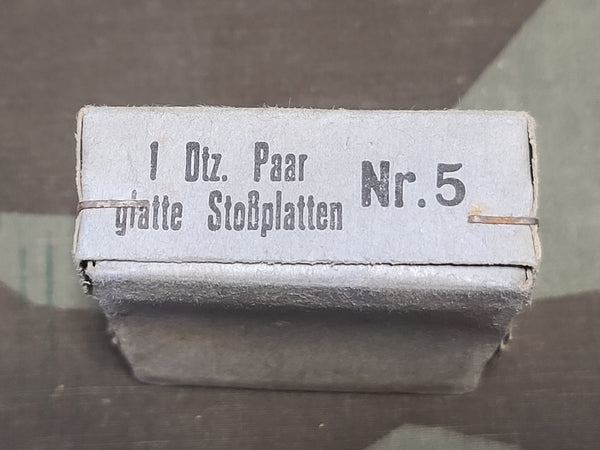 1 Dtz. Paar
glatte Stoßplatten
Nr. 5